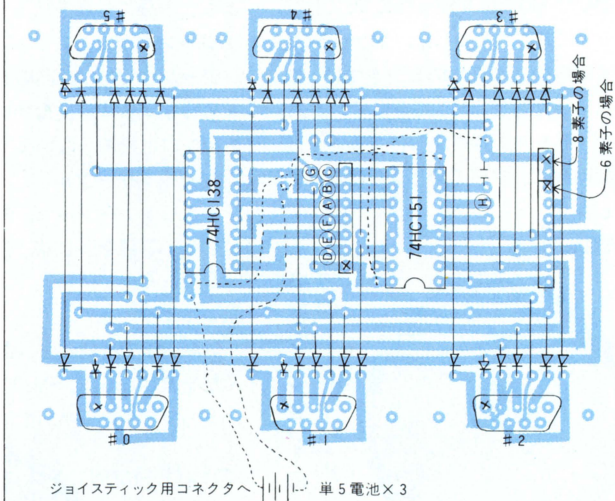 #5
#4
#3
8素子の場合
6素子の場合
74HC138
G
DEFABC
74HC151
H
#0
#1
#2
ジョイスティック用コネクタへ
単5電池×3